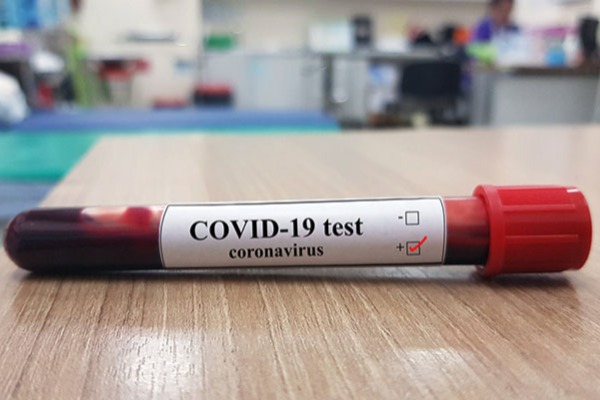 COVID-19 test
coronavirus
- ☐
+ ☑